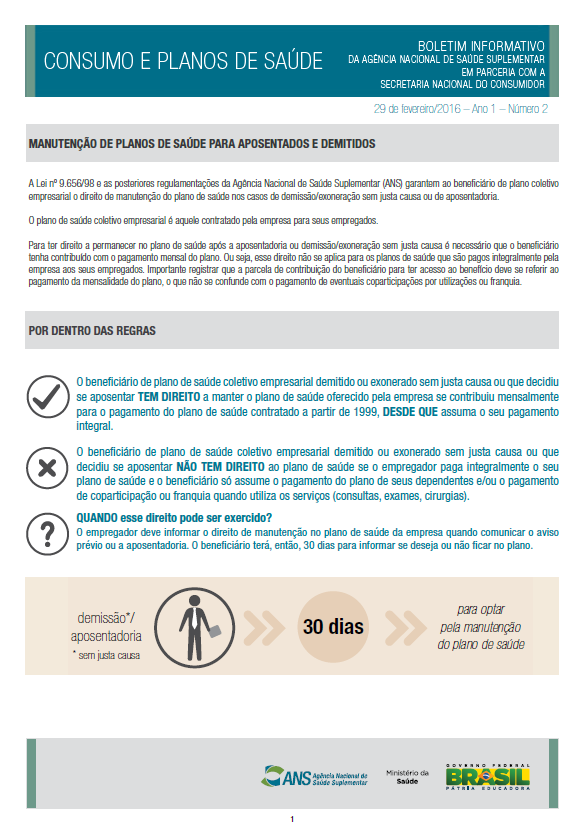 CONSUMO E PLANOS DE SAÚDE
BOLETIM INFORMATIVO
DA AGÊNCIA NACIONAL DE SAÚDE SUPLEMENTAR
EM PARCERIA COM A
SECRETARIA NACIONAL DO CONSUMIDOR
29 de fevereiro/2016 – Ano 1 – Número 2
MANUTENÇÃO DE PLANOS DE SAÚDE PARA APOSENTADOS E DEMITIDOS
A Lei nº 9.656/98 e as posteriores regulamentações da Agência Nacional de Saúde Suplementar (ANS) garantem ao beneficiário de plano coletivo
empresarial o direito de manutenção do plano de saúde nos casos de demissão/exoneração sem justa causa ou de aposentadoria.
O plano de saúde coletivo empresarial é aquele contratado pela empresa para seus empregados.
Para ter direito a permanecer no plano de saúde após a aposentadoria ou demissão/exoneração sem justa causa é necessário que o beneficiário
tenha contribuído com o pagamento mensal do plano. Ou seja, esse direito não se aplica para os planos de saúde que são pagos integralmente pela
empresa aos seus empregados. Importante registrar que a parcela de contribuição do beneficiário para ter acesso ao benefício deve se referir ao
pagamento da mensalidade do plano, o que não se confunde com o pagamento de eventuais coparticipações por utilizações ou franquia.
POR DENTRO DAS REGRAS
O beneficiário de plano de saúde coletivo empresarial demitido ou exonerado sem justa causa ou que decidiu
se aposentar TEM DIREITO a manter o plano de saúde oferecido pela empresa se contribuiu mensalmente
para o pagamento do plano de saúde contratado a partir de 1999, DESDE QUE assuma o seu pagamento
integral.
O beneficiário de plano de saúde coletivo empresarial demitido ou exonerado sem justa causa ou que
decidiu se aposentar NÃO TEM DIREITO ao plano de saúde se o empregador paga integralmente o seu
plano de saúde e o beneficiário só assume o pagamento do plano de seus dependentes e/ou o pagamento
de coparticipação ou franquia quando utiliza os serviços (consultas, exames, cirurgias).
?
QUANDO esse direito pode ser exercido?
O empregador deve informar o direito de manutenção no plano de saúde da empresa quando comunicar o aviso
prévio ou a aposentadoria. O beneficiário terá, então, 30 dias para informar se deseja ou não ficar no plano.
demissão*/
aposentadoria
* sem justa causa
30 dias
para optar
pela manutenção
do plano de saúde
ANS Agência Nacional de
Saúde Suplementar
Ministério da
Saúde
GOVERNO FEDERAL
BRASIL
PÁTRIA EDUCADORA
1